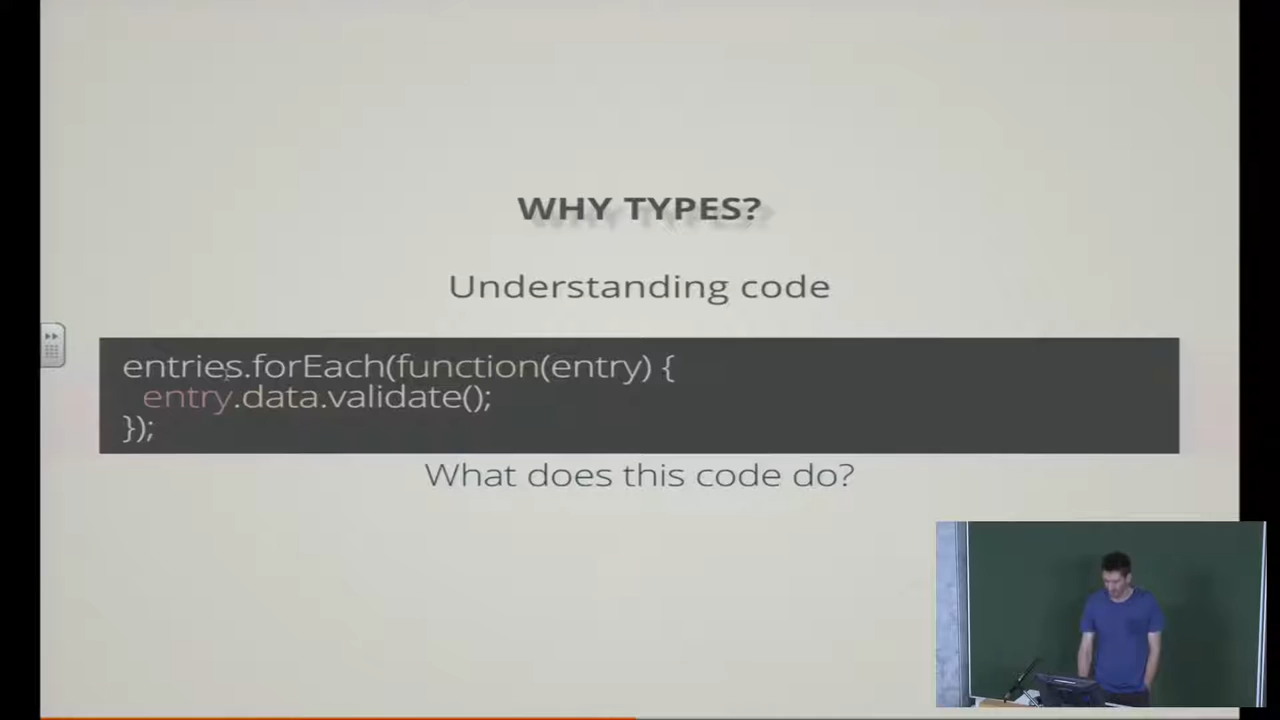 WHY TYPES?
Understanding code
entries.forEach(function(entry) {
entry.data.validate();
});
What does this code do?